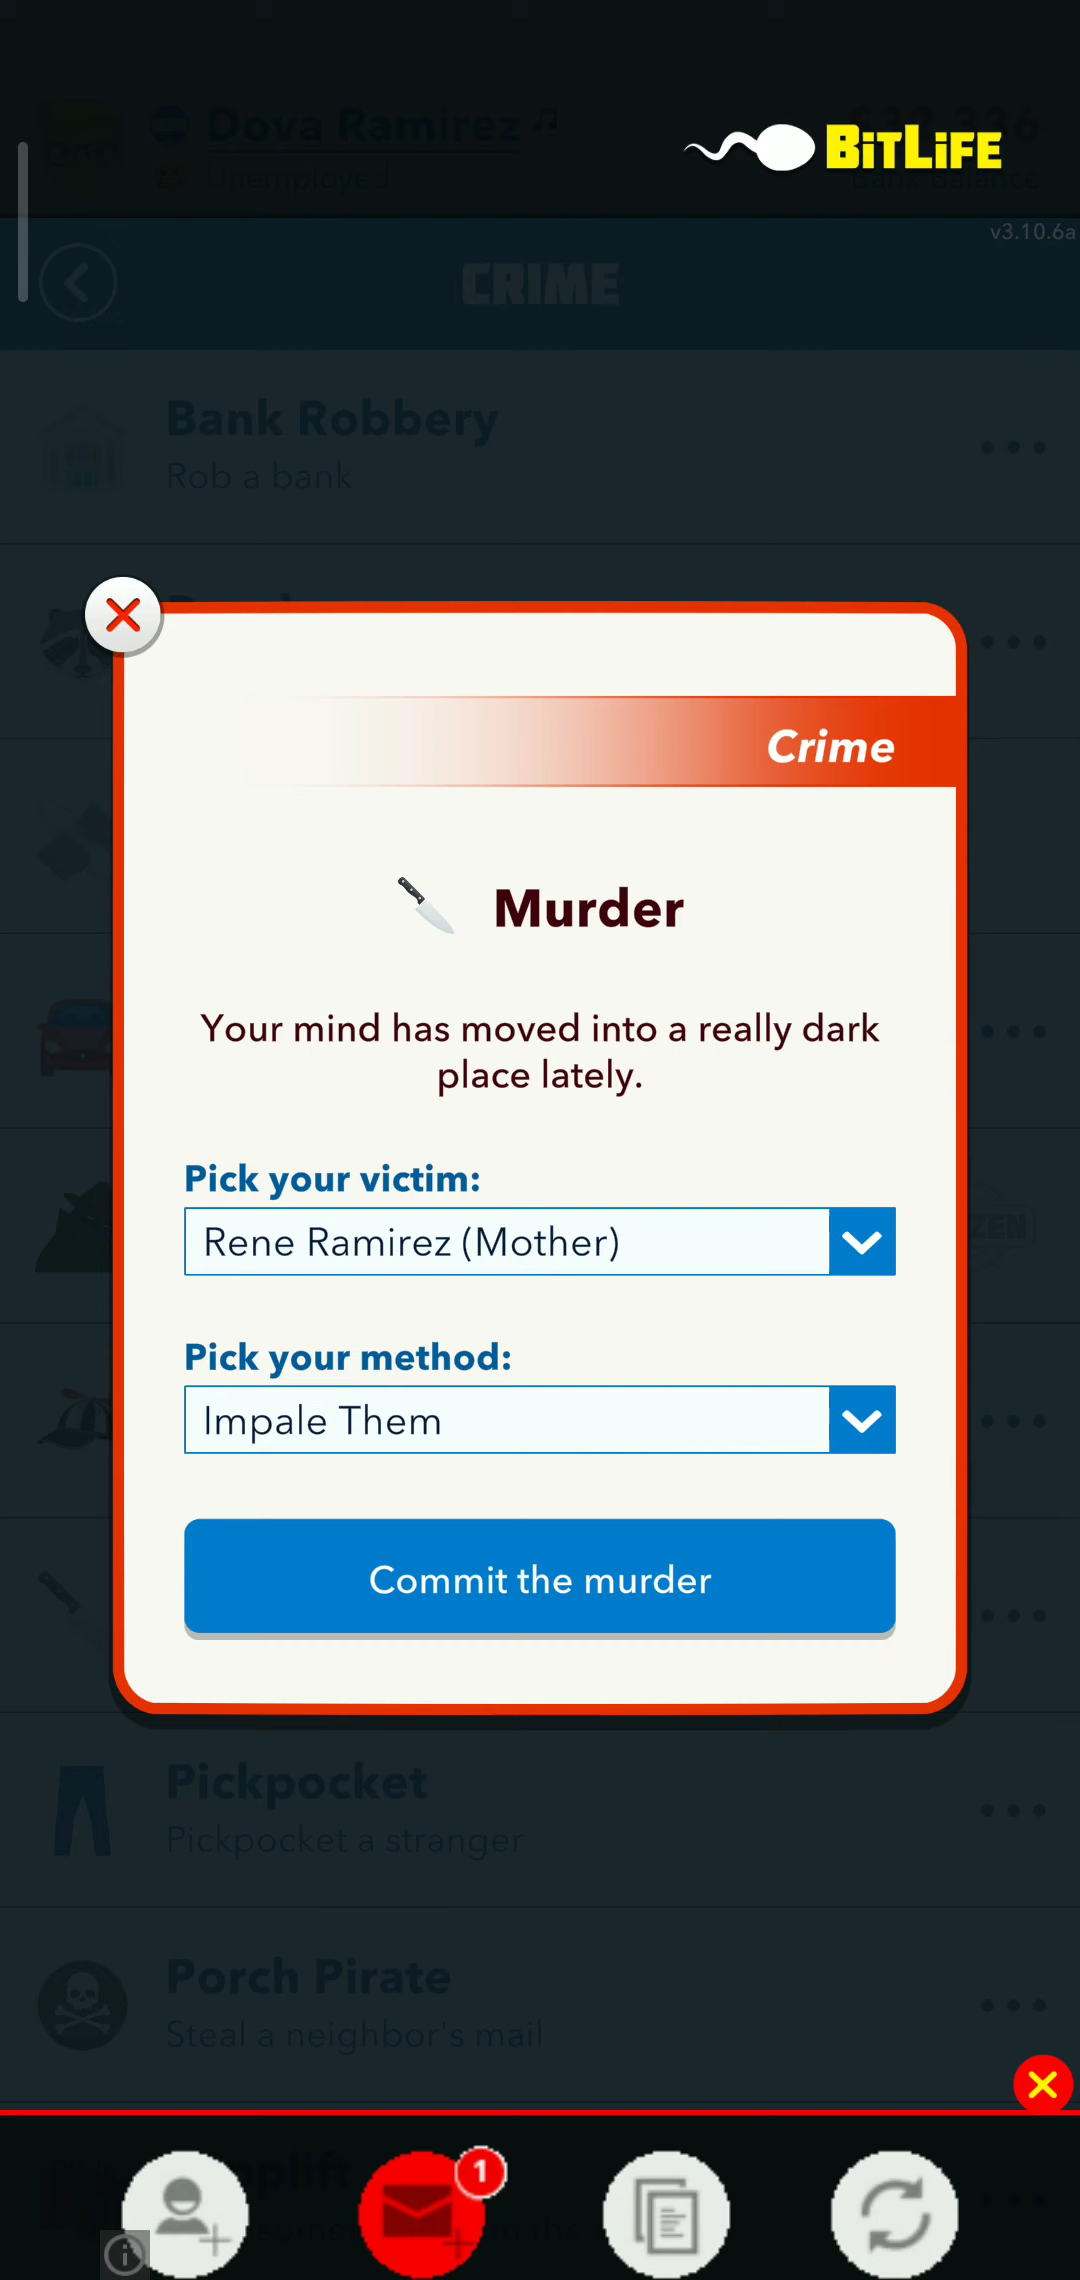 Dova Ramirez
Unemployed
Bank Balance
BITLIFE
v3.10.6a
CRIME
Bank Robbery
Rob a bank
Crime
Murder
Your mind has moved into a really dark
place lately.
Pick your victim:
Rene Ramirez (Mother)
Pick your method:
Impale Them
Commit the murder
Pickpocket
Pickpocket a stranger
Porch Pirate
Steal a neighbor's mail
1